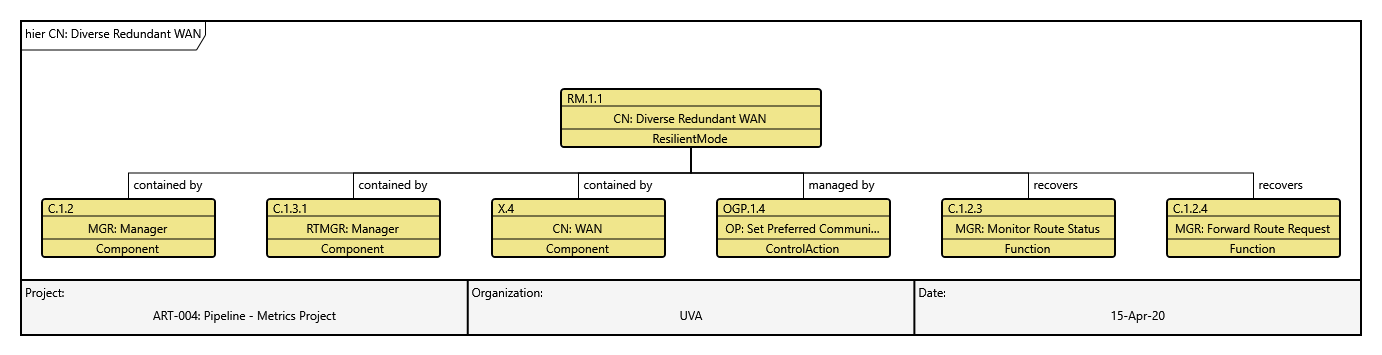 hier CN: Diverse Redundant WAN
RM.1.1
CN: Diverse Redundant WAN
ResilientMode
contained by
contained by
contained by
managed by
recovers
recovers
C.1.2
MGR: Manager
Component
C.1.3.1
RTMGR: Manager
Component
X.4
CN: WAN
Component
OGP.1.4
OP: Set Preferred Communi...
ControlAction
C.1.2.3
MGR: Monitor Route Status
Function
C.1.2.4
MGR: Forward Route Request
Function
Project:
ART-004: Pipeline - Metrics Project
Organization:
UVA
Date:
15-Apr-20